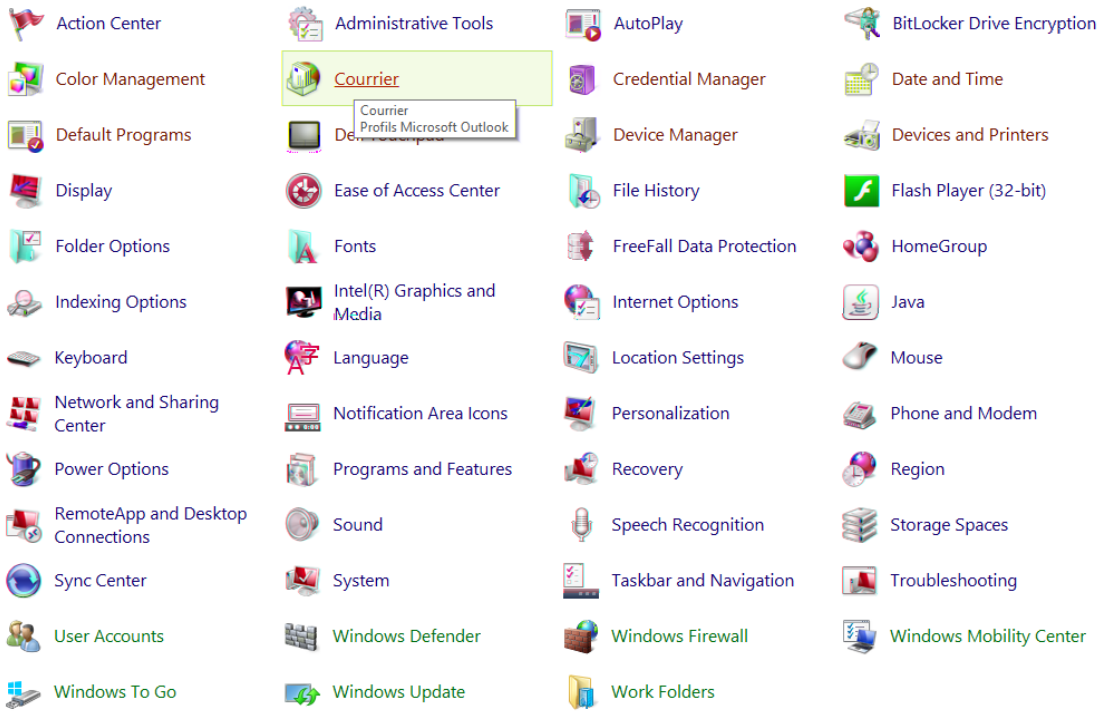 Action Center
Administrative Tools
AutoPlay
BitLocker Drive Encryption
Color Management
Courrier
Credential Manager
Date and Time
Courrier
Profils Microsoft Outlook
Default Programs
Device Manager
Devices and Printers
Display
Ease of Access Center
File History
Flash Player (32-bit)
Folder Options
Fonts
FreeFall Data Protection
HomeGroup
Indexing Options
Intel(R) Graphics and
Media
Internet Options
Java
Keyboard
Language
Location Settings
Mouse
Network and Sharing
Center
Notification Area Icons
Personalization
Phone and Modem
Power Options
Programs and Features
Recovery
Region
RemoteApp and Desktop
Connections
Sound
Speech Recognition
Storage Spaces
Sync Center
System
Taskbar and Navigation
Troubleshooting
User Accounts
Windows Defender
Windows Firewall
Windows Mobility Center
Windows To Go
Windows Update
Work Folders